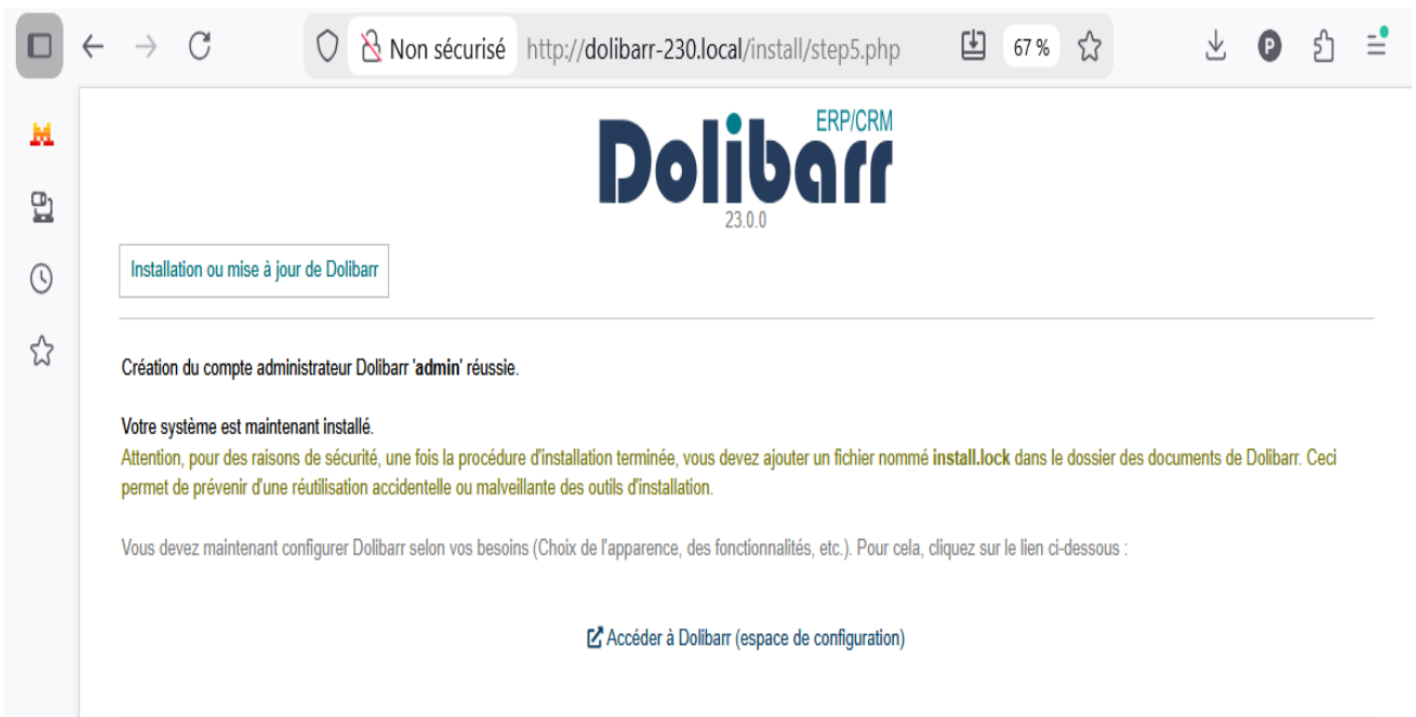 Non sécurisé http://dolibarr-230.local/install/step5.php 67 % P
ERP/CRM
Dolibarr
23.0.0
Installation ou mise à jour de Dolibarr
Création du compte administrateur Dolibarr 'admin' réussie.
Votre système est maintenant installé.
Attention, pour des raisons de sécurité, une fois la procédure d'installation terminée, vous devez ajouter un fichier nommé install.lock dans le dossier des documents de Dolibarr. Ceci
permet de prévenir d'une réutilisation accidentelle ou malveillante des outils d'installation.
Vous devez maintenant configurer Dolibarr selon vos besoins (Choix de l'apparence, des fonctionnalités, etc.). Pour cela, cliquez sur le lien ci-dessous :
Accéder à Dolibarr (espace de configuration)